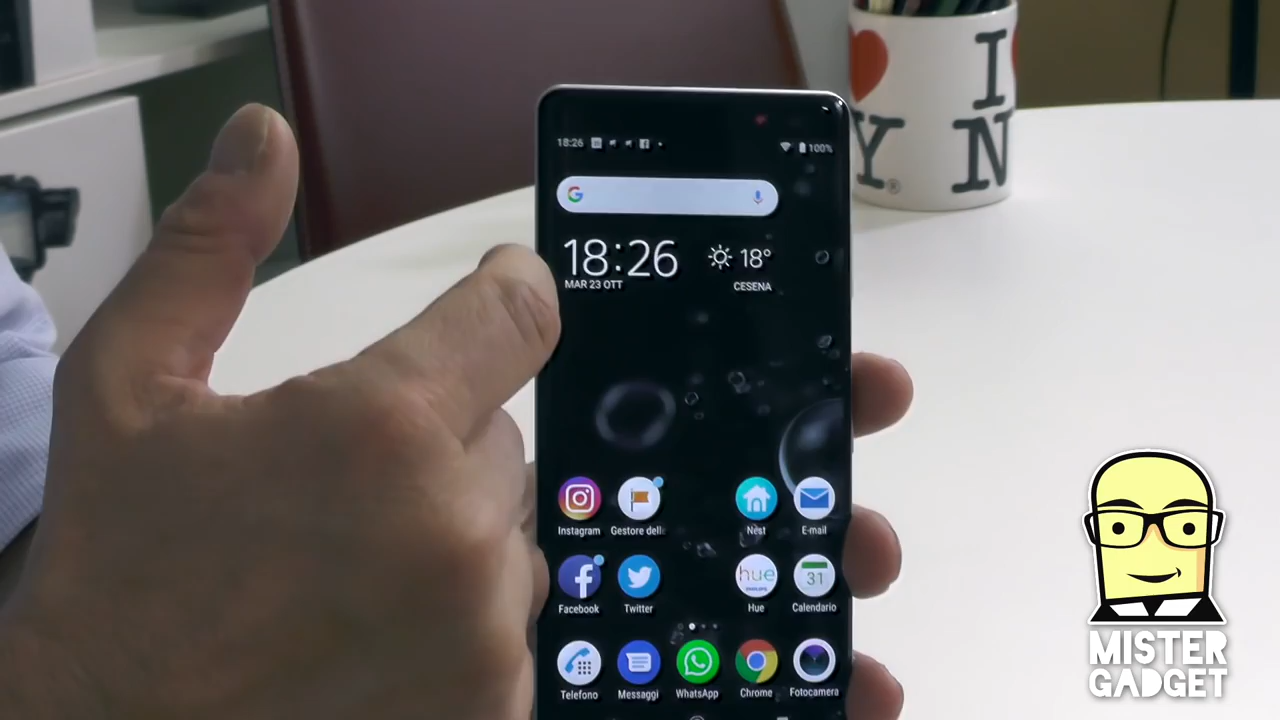 I
Y N
®
18:26
100%
18:26
18°
MAR 23 OTT
CESENA
Instagram
Gestore dell
Nest
E-mail
hue
31
Facebook
Twitter
Hue
Calendario
Telefono
Messaggi
WhatsApp
Chrome
Fotocamera
MISTER
GADGET